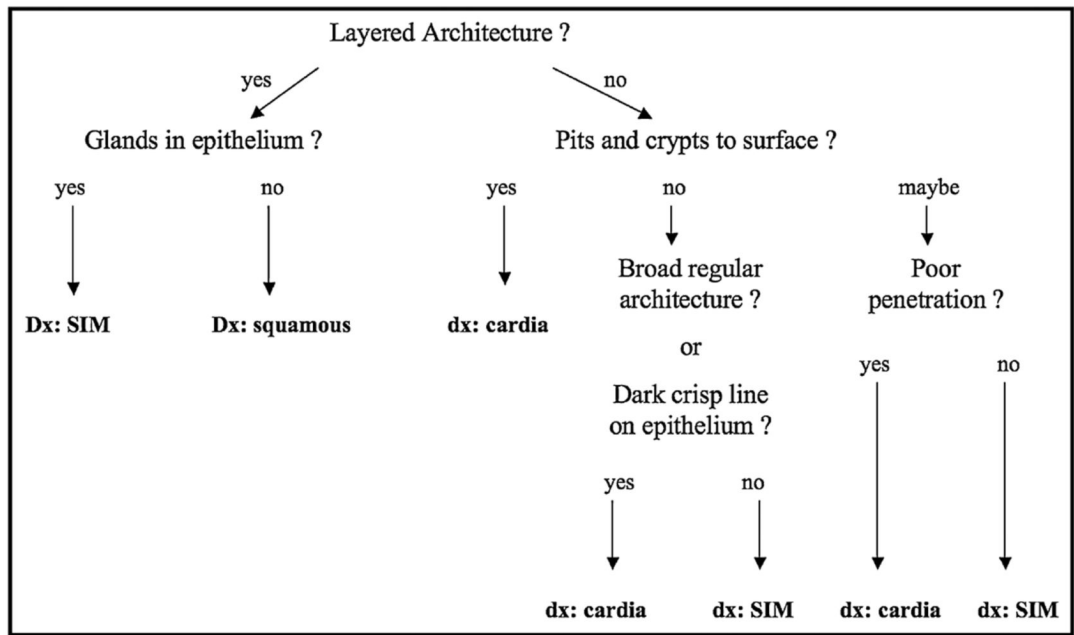 Layered Architecture ?
yes
no
Glands in epithelium ?
Pits and crypts to surface ?
yes
no
yes
no
maybe
Broad regular
architecture ?
Poor
penetration ?
Dx: SIM
Dx: squamous
dx: cardia
or
yes
no
Dark crisp line
on epithelium ?
yes
no
dx: cardia
dx: SIM
dx: cardia
dx: SIM